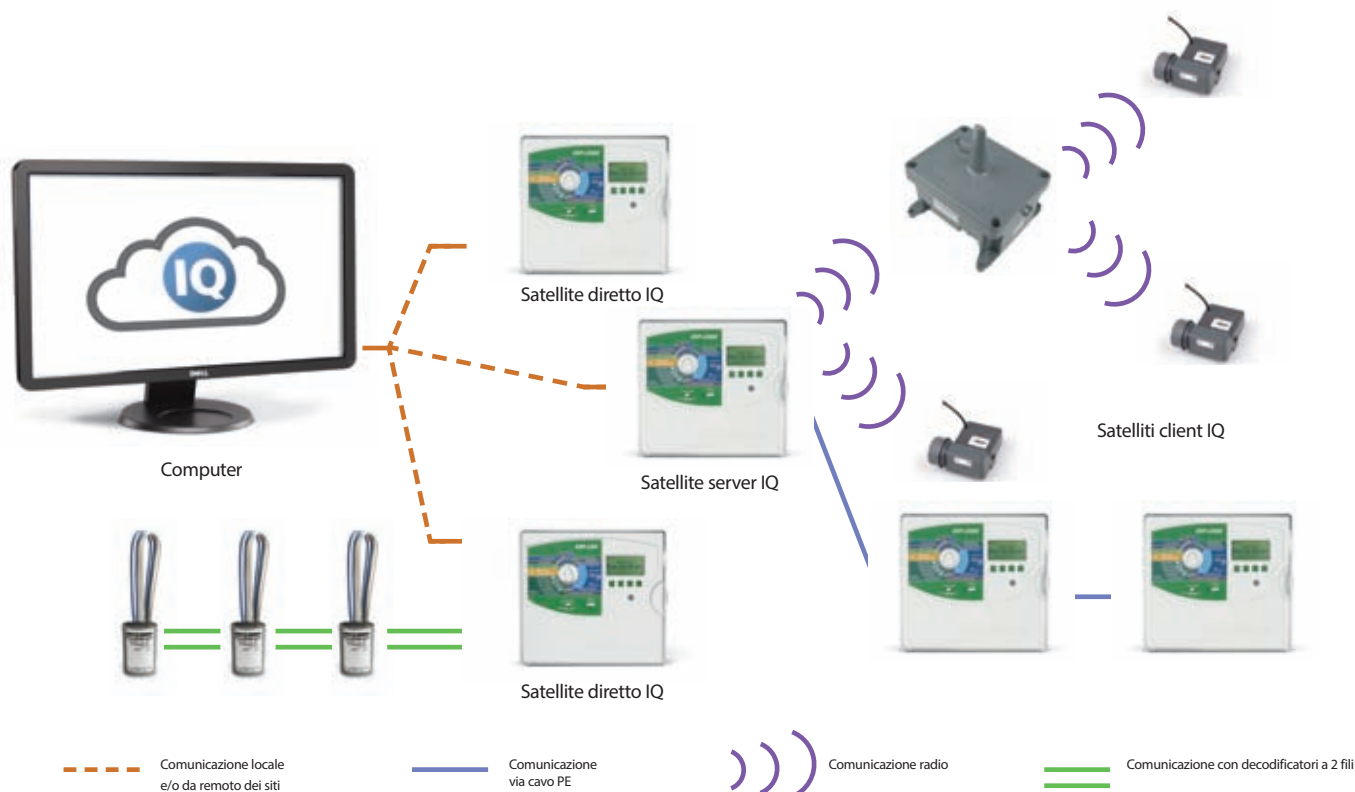 IQ
DELL
Satellite diretto IQ
Computer
Satellite server IQ
Satelliti client IQ
Satellite diretto IQ
Comunicazione locale
e/o da remoto dei siti
Comunicazione
via cavo PE
Comunicazione radio
Comunicazione con decodificatori a 2 fili